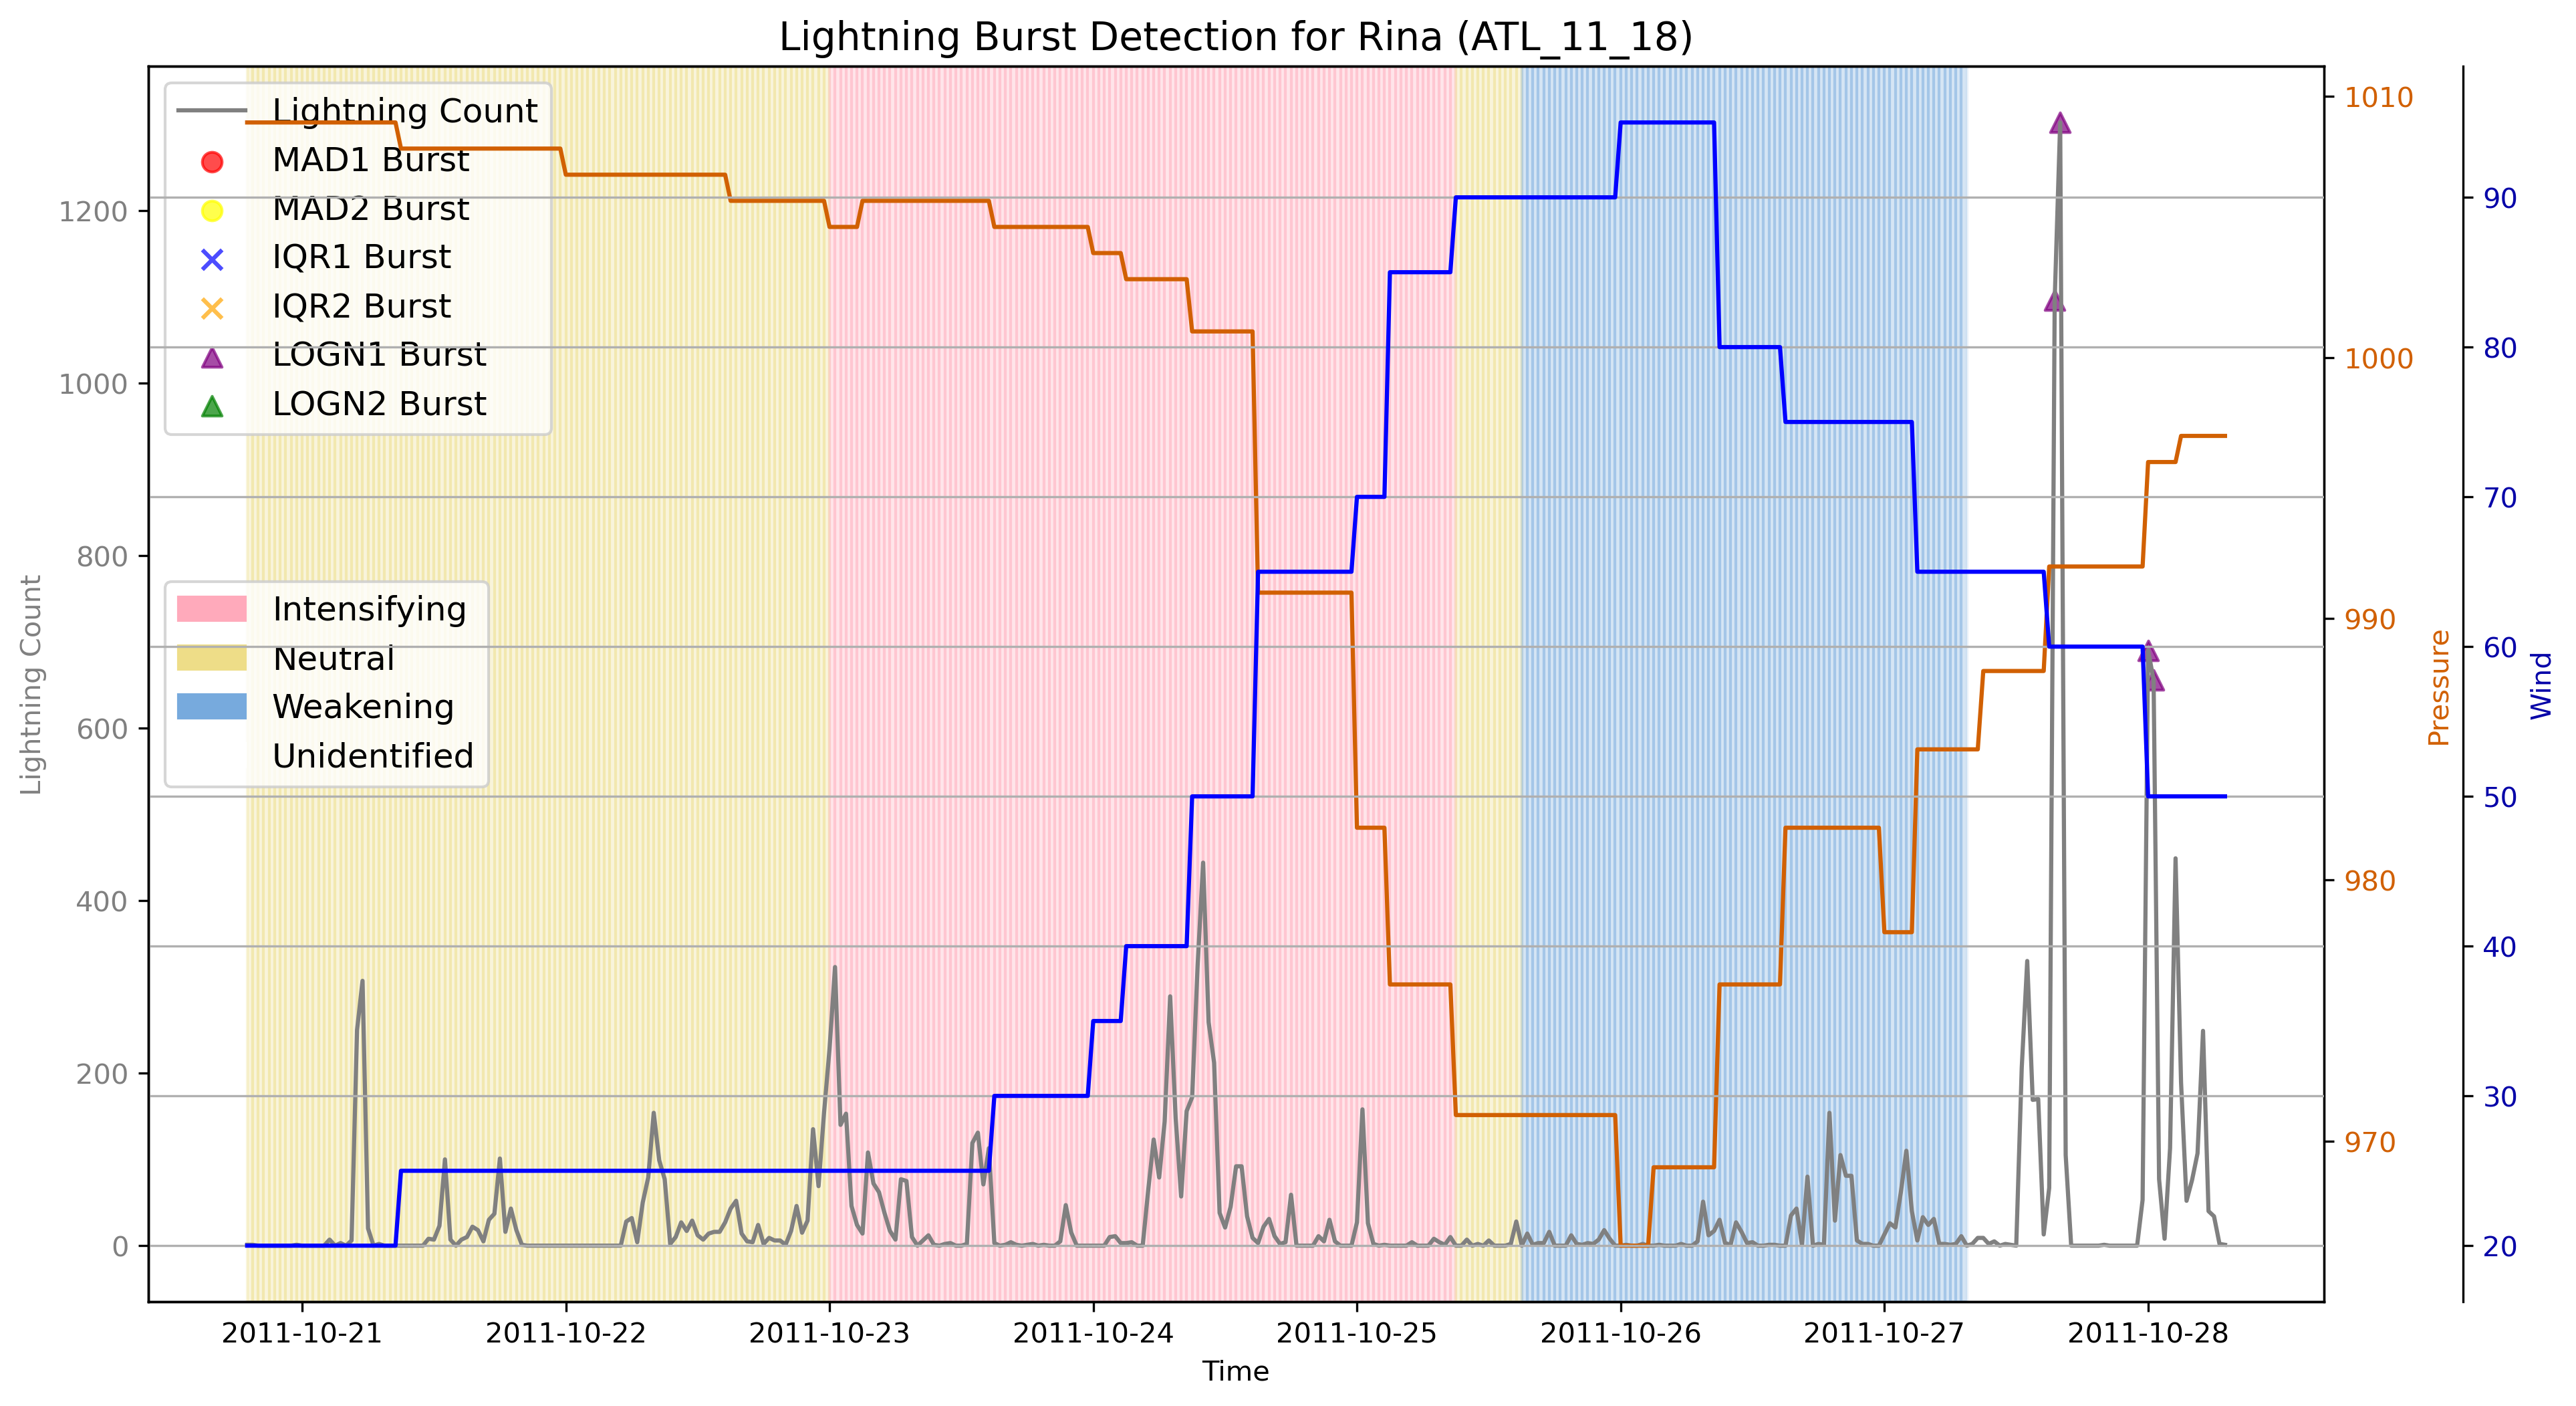 Lightning Burst Detection for Rina (ATL_11_18)
Lightning Count
MAD1 Burst
MAD2 Burst
IQR1 Burst
IQR2 Burst
LOGN1 Burst
LOGN2 Burst
Intensifying
Neutral
Weakening
Unidentified
Lightning Count
1200
1000
800
600
400
200
0
1010
1000
990
980
970
Pressure
90
80
70
60
50
40
30
20
Wind
2011-10-21
2011-10-22
2011-10-23
2011-10-24
2011-10-25
2011-10-26
2011-10-27
2011-10-28
Time